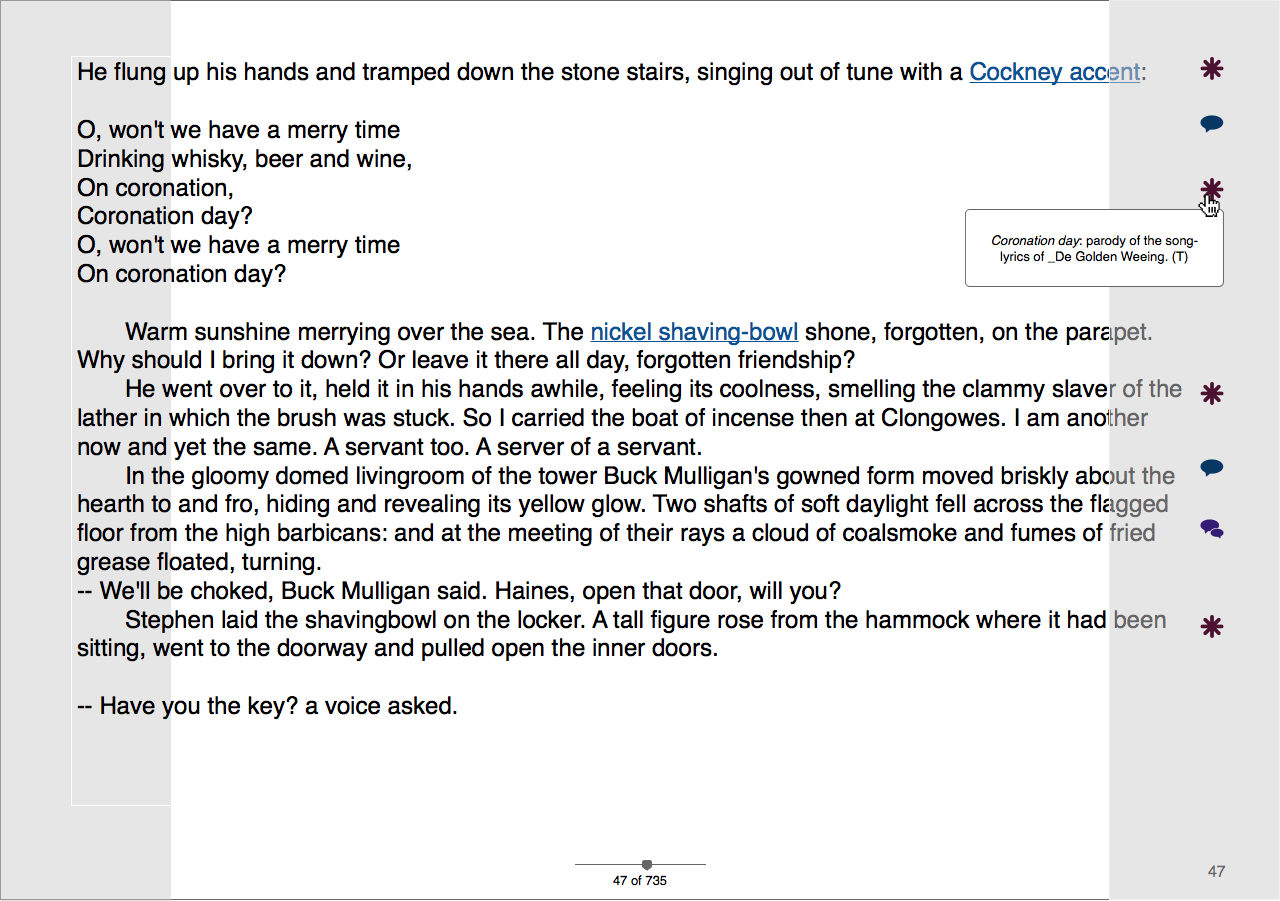 He flung up his hands and tramped down the stone stairs, singing out of tune with a Cockney accent:
O, won't we have a merry time
Drinking whisky, beer and wine,
On coronation,
Coronation day?
O, won't we have a merry time
On coronation day?
Coronation day: parody of the song-
lyrics of _De Golden Weeing. (T)
Warm sunshine merrying over the sea. The nickel shaving-bowl shone, forgotten, on the parapet.
Why should I bring it down? Or leave it there all day, forgotten friendship?
He went over to it, held it in his hands awhile, feeling its coolness, smelling the clammy slaver of the
lather in which the brush was stuck. So I carried the boat of incense then at Clongowes. I am another
now and yet the same. A servant too. A server of a servant.
In the gloomy domed livingroom of the tower Buck Mulligan's gowned form moved briskly about the
hearth to and fro, hiding and revealing its yellow glow. Two shafts of soft daylight fell across the flagged
floor from the high barbicans: and at the meeting of their rays a cloud of coalsmoke and fumes of fried
grease floated, turning.
-- We'll be choked, Buck Mulligan said. Haines, open that door, will you?
Stephen laid the shavingbowl on the locker. A tall figure rose from the hammock where it had been
sitting, went to the doorway and pulled open the inner doors.
-- Have you the key? a voice asked.
47 of 735
47